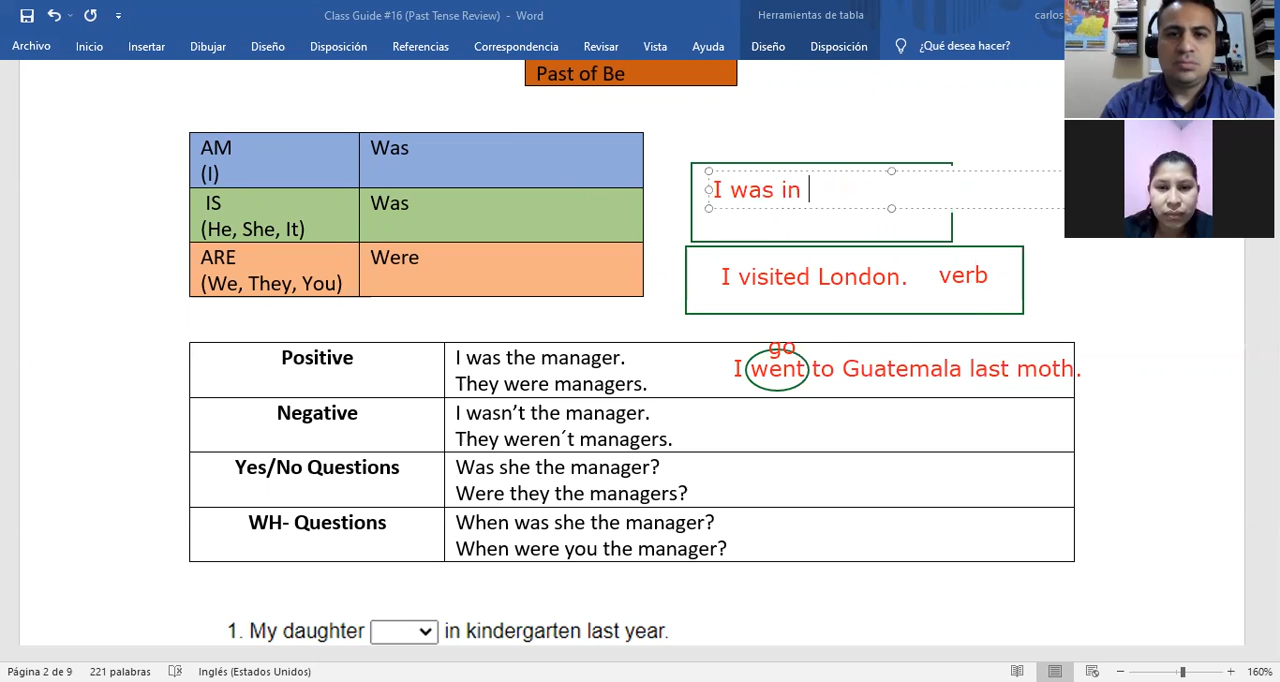 Class Guide #16 (Past Tense Review) - Word
Herramientas de tabla
carlos
Archivo Inicio Insertar Dibujar Diseño Disposición Referencias Correspondencia Revisar Vista Ayuda Diseño Disposición ¿Qué desea hacer?
Past of Be
AM Was
(I)
IS Was
(He, She, It)
ARE Were
(We, They, You)
I was in
I visited London. verb
go
I went to Guatemala last moth.
Positive I was the manager.
They were managers.
Negative I wasn’t the manager.
They weren´t managers.
Yes/No Questions Was she the manager?
Were they the managers?
WH- Questions When was she the manager?
When were you the manager?
1. My daughter in kindergarten last year.
Página 2 de 9 221 palabras Inglés (Estados Unidos) 160%